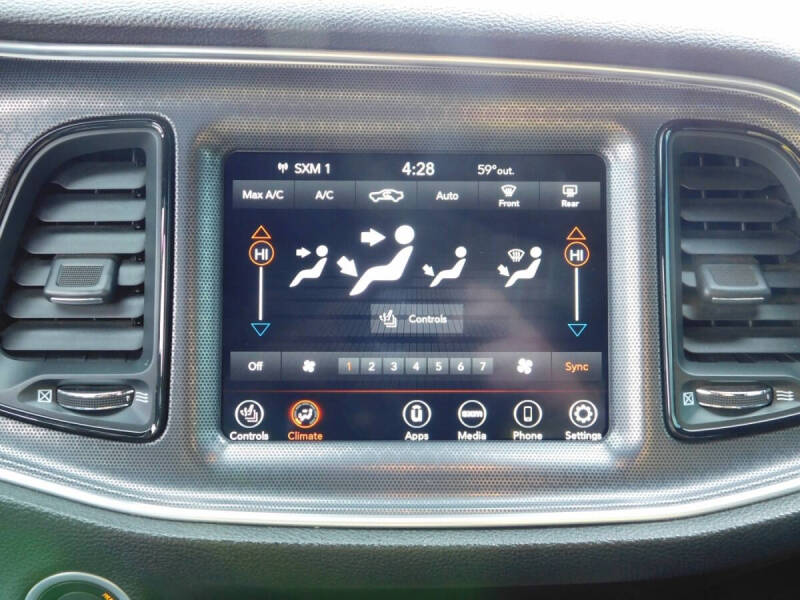 SXM 1 4:28 59°out.
Max A/C A/C Auto Front Rear
HI HI
Controls
Off 1 2 3 4 5 6 7 Sync
sxm
Controls Climate Apps Media Phone Settings